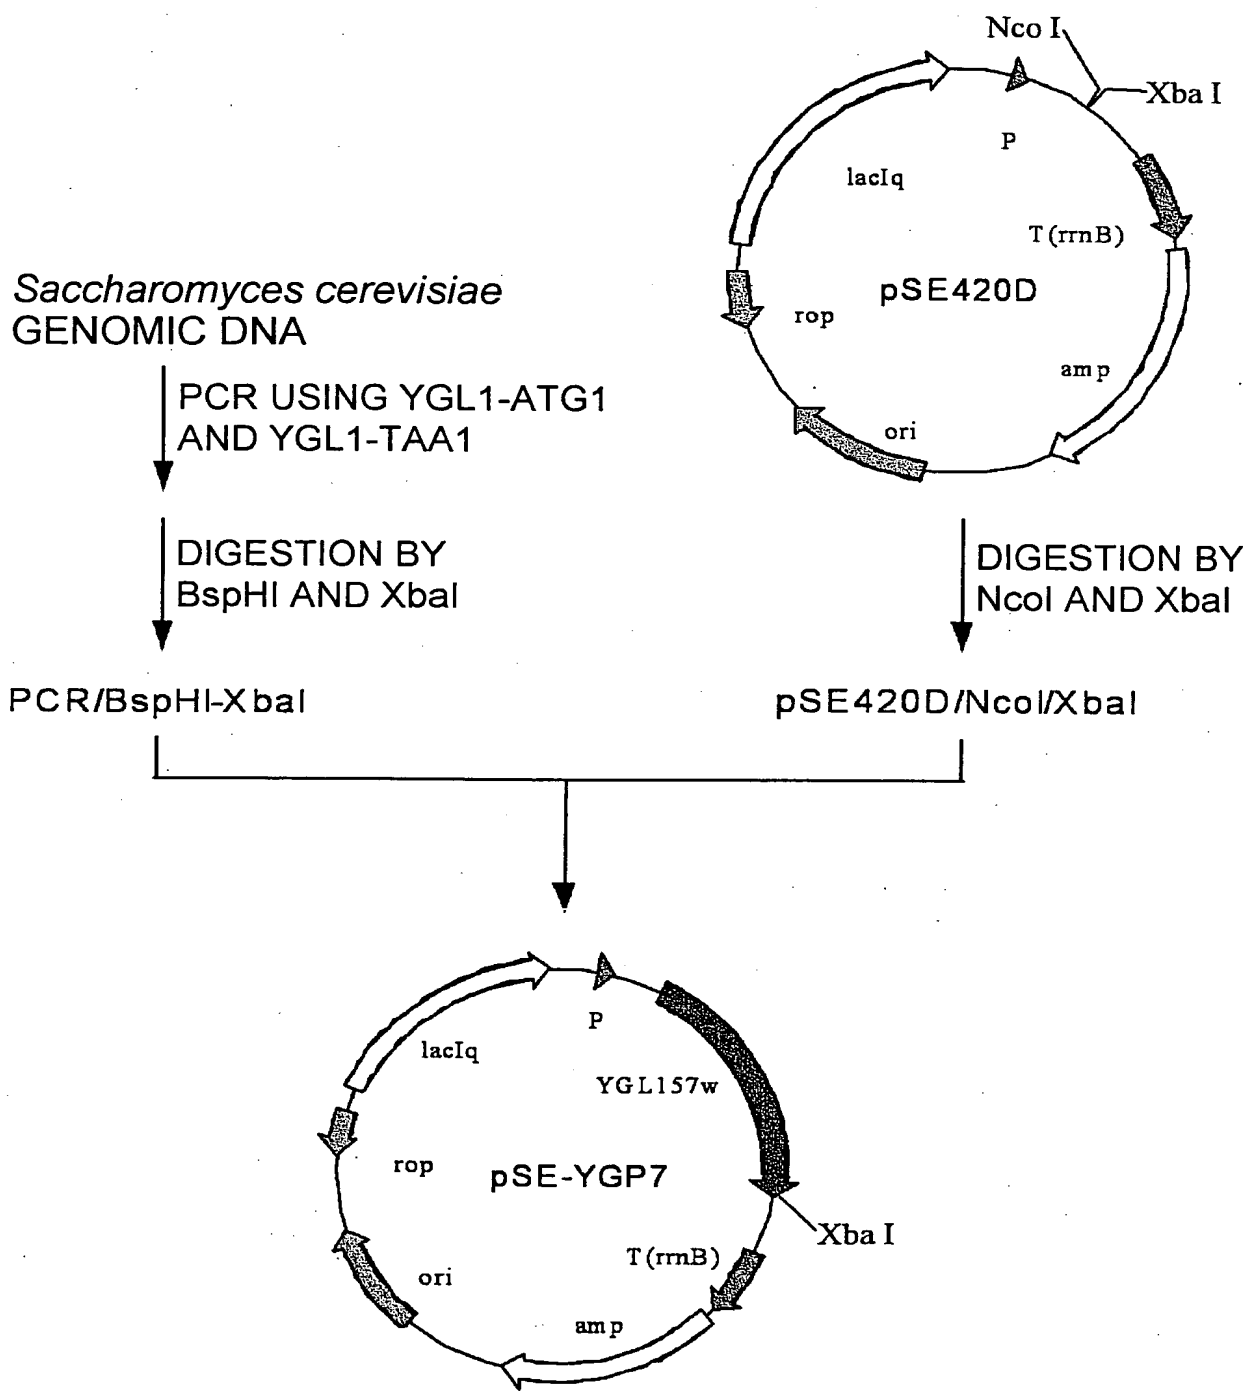 Nco I
Xba I
P
lacIq
T(rrnB)
pSE420D
rop
amp
ori
Saccharomyces cerevisiae
GENOMIC DNA
PCR USING YGL1-ATG1
AND YGL1-TAA1
DIGESTION BY
BspHI AND XbaI
DIGESTION BY
NcoI AND XbaI
PCR/BspHI-XbaI
pSE420D/NcoI/XbaI
P
lacIq
YGL157w
rop
pSE-YGP7
Xba I
T(rrnB)
ori
amp